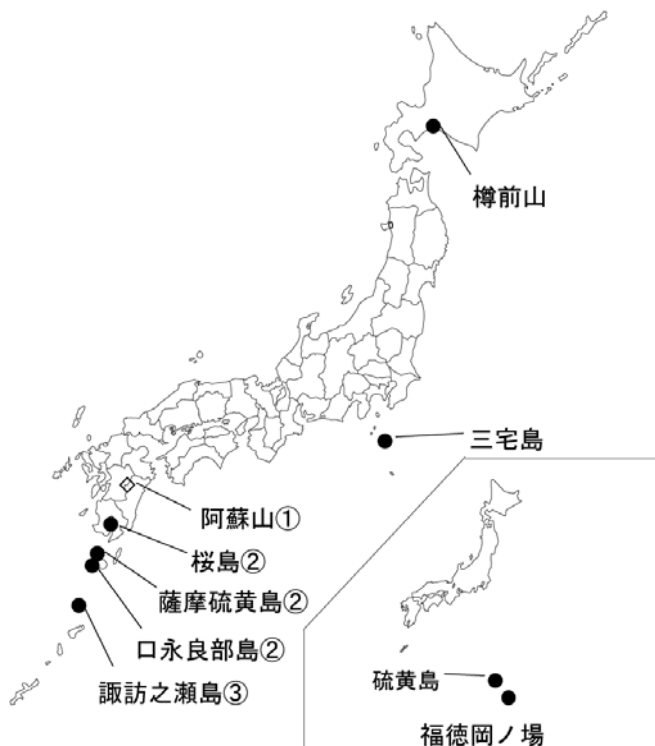 樽前山
三宅島
阿蘇山①
桜島②
薩摩硫黄島②
口永良部島②
諏訪之瀬島③
硫黄島
福徳岡ノ場